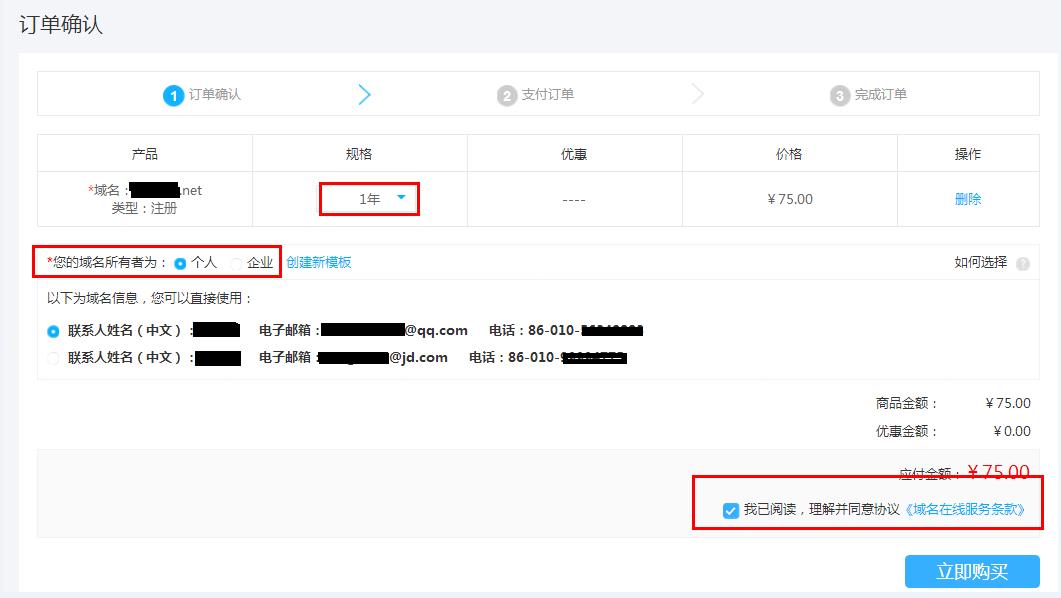 订单确认
1 订单确认 2 支付订单 3 完成订单
产品 规格 优惠 价格 操作
*域名： .net 1年 ---- ¥75.00 删除
类型：注册
*您的域名所有者为： 个人 企业 创建新模板 如何选择 ?
以下为域名信息，您可以直接使用：
联系人姓名（中文）： 电子邮箱： @qq.com 电话：86-010-
联系人姓名（中文）： 电子邮箱： @jd.com 电话：86-010-
商品金额： ¥75.00
优惠金额： ¥0.00
应付金额： ¥75.00
我已阅读，理解并同意协议《域名在线服务条款》
立即购买